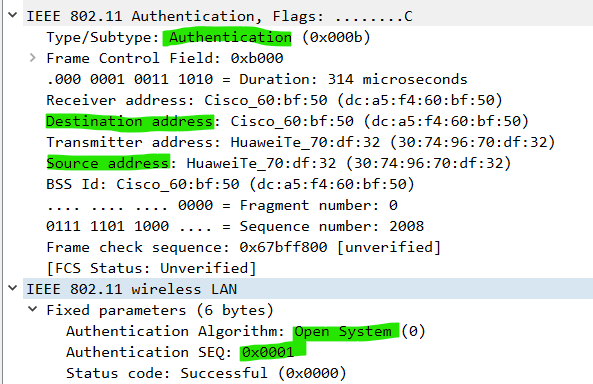 IEEE 802.11 Authentication, Flags: ........C
Type/Subtype: Authentication (0x000b)
Frame Control Field: 0xb000
.000 0001 0011 1010 = Duration: 314 microseconds
Receiver address: Cisco_60:bf:50 (dc:a5:f4:60:bf:50)
Destination address: Cisco_60:bf:50 (dc:a5:f4:60:bf:50)
Transmitter address: HuaweiTe_70:df:32 (30:74:96:70:df:32)
Source address: HuaweiTe_70:df:32 (30:74:96:70:df:32)
BSS Id: Cisco_60:bf:50 (dc:a5:f4:60:bf:50)
.... .... .... 0000 = Fragment number: 0
0111 1101 1000 .... = Sequence number: 2008
Frame check sequence: 0x67bff800 [unverified]
[FCS Status: Unverified]
IEEE 802.11 wireless LAN
Fixed parameters (6 bytes)
Authentication Algorithm: Open System (0)
Authentication SEQ: 0x0001
Status code: Successful (0x0000)